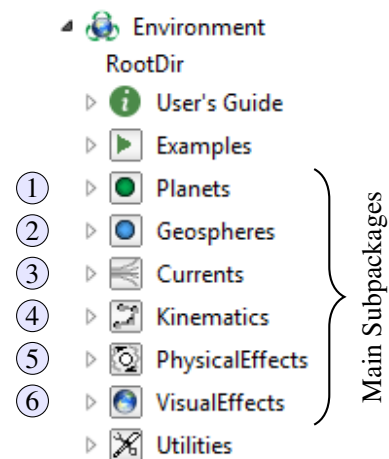 Environment
RootDir
i User's Guide
Examples
1 Planets
2 Geospheres
3 Currents
4 Kinematics
5 PhysicalEffects
6 VisualEffects
Utilities
Main Subpackages